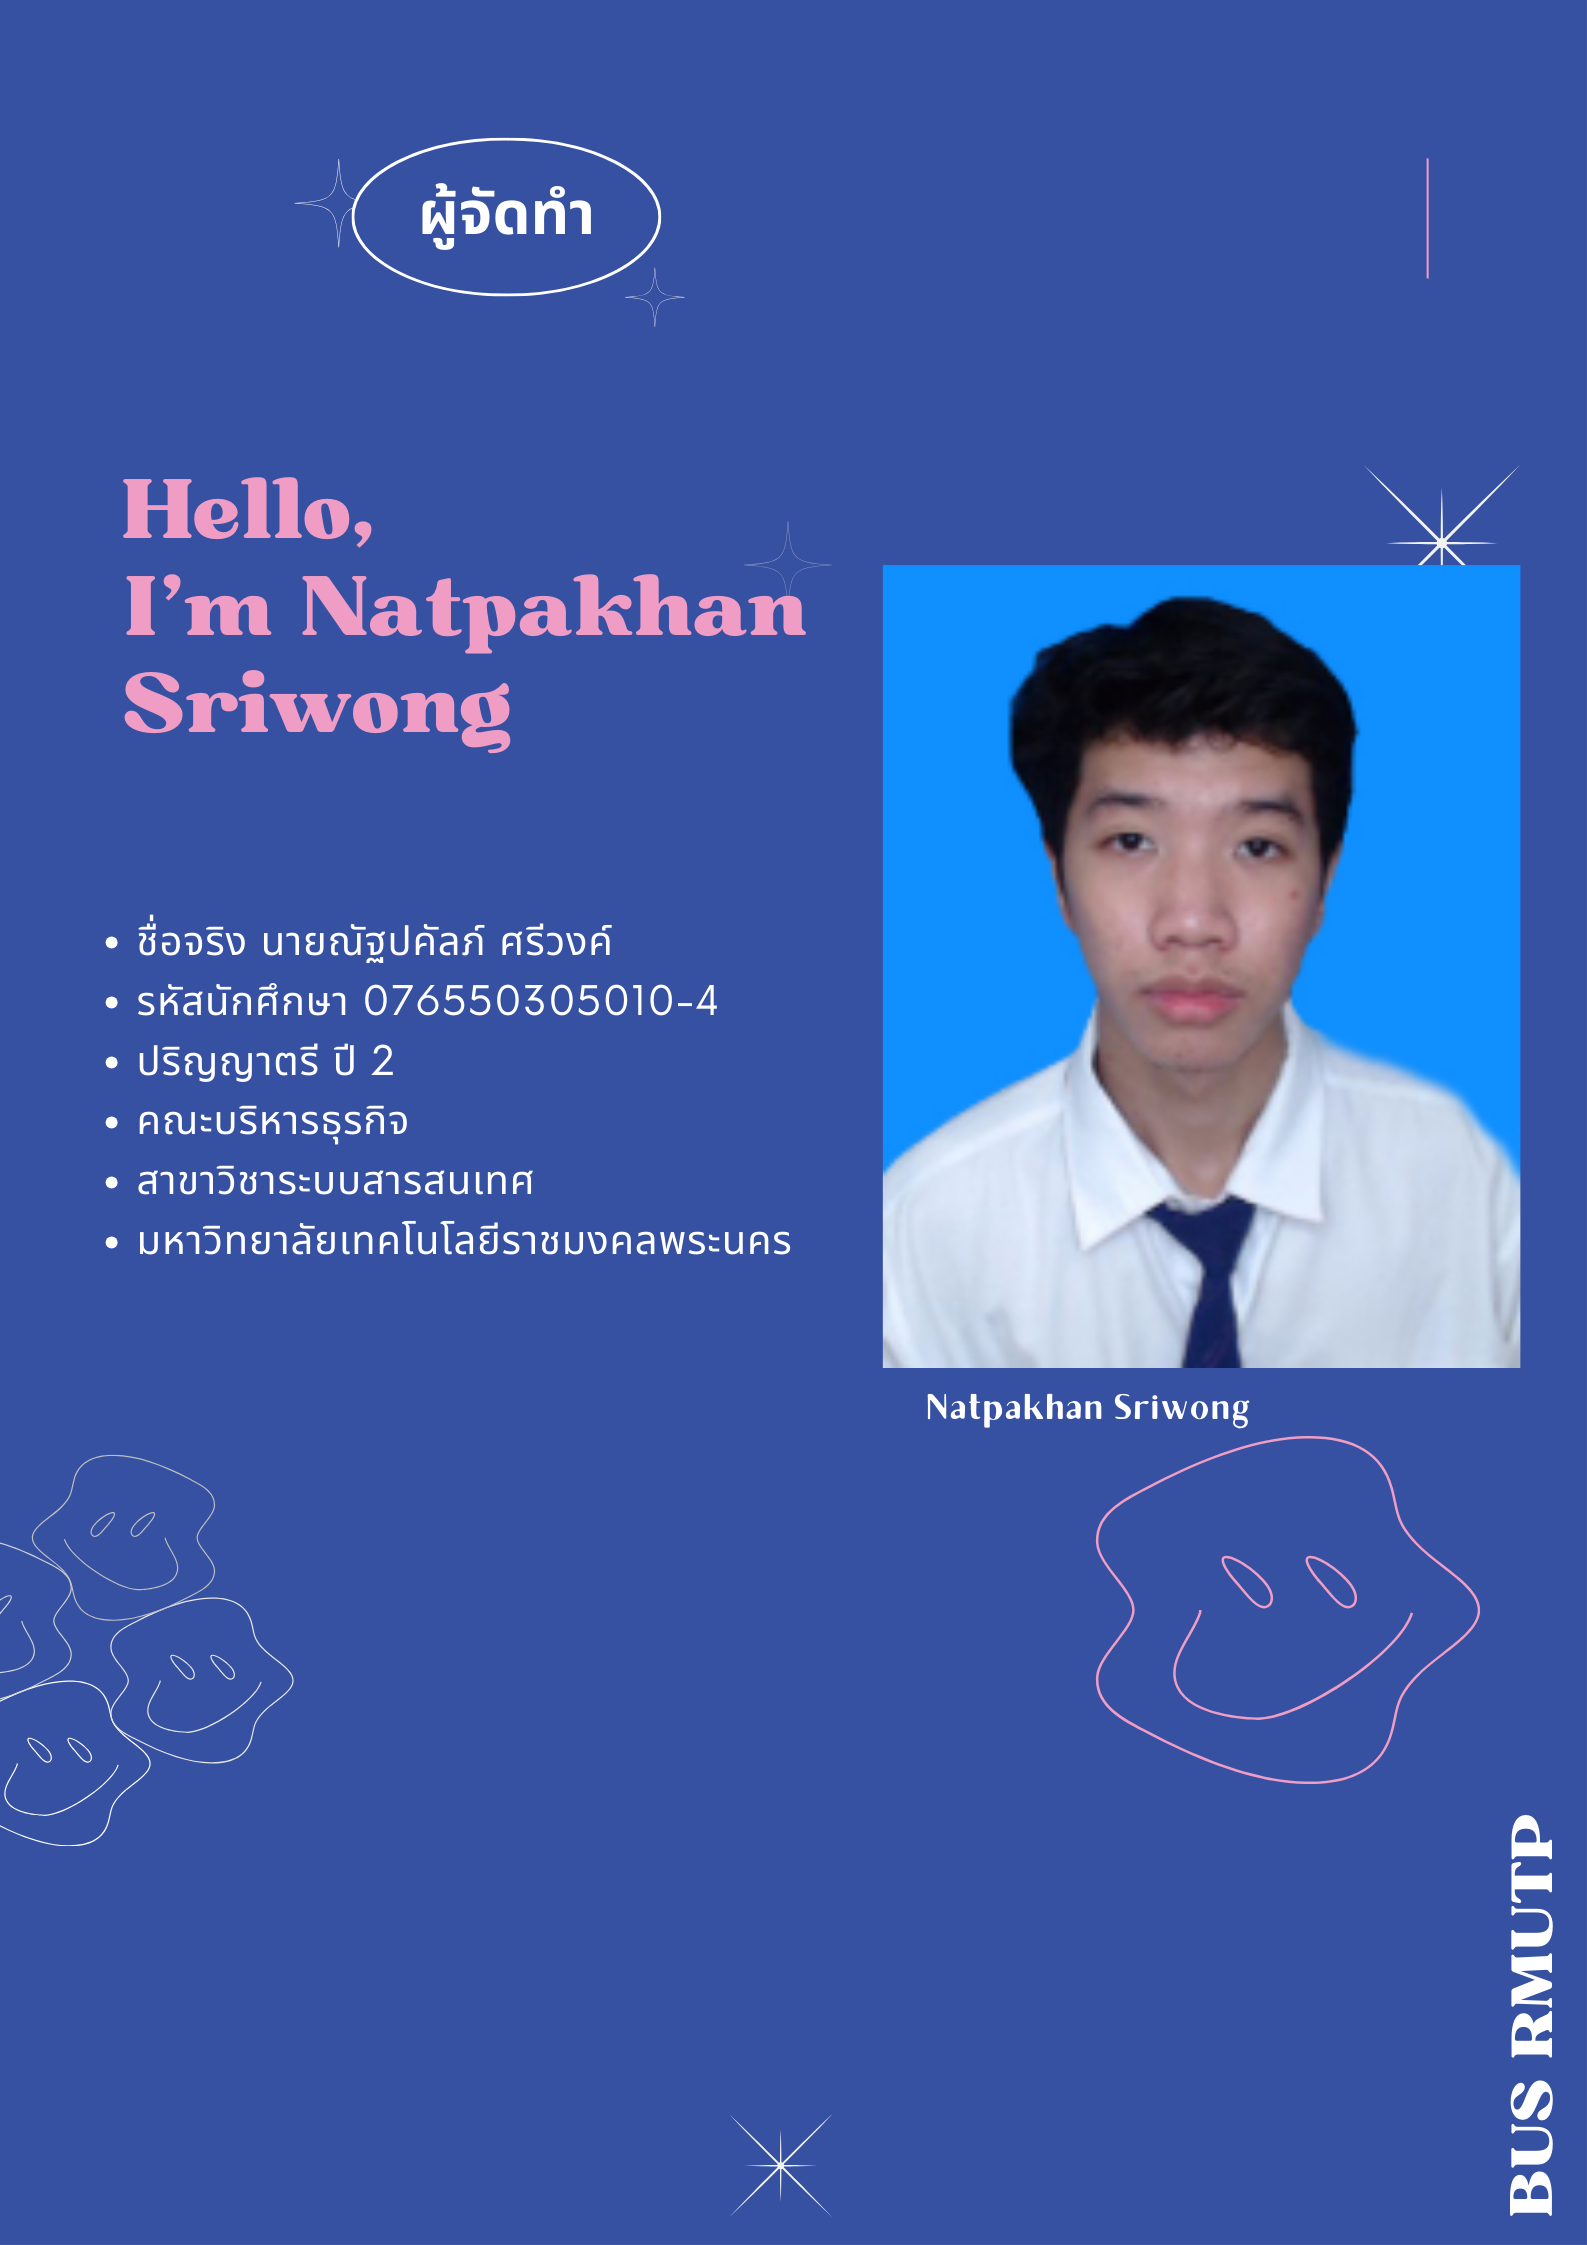 ผู้จัดทำ
Hello,
I’m Natpakhan
Sriwong
• ชื่อจริง นายณัฐปคัลภ์ ศรีวงค์
• รหัสนักศึกษา 076550305010-4
• ปริญญาตรี ปี 2
• คณะบริหารธุรกิจ
• สาขาวิชาระบบสารสนเทศ
• มหาวิทยาลัยเทคโนโลยีราชมงคลพระนคร
Natpakhan Sriwong
BUS RMUTP